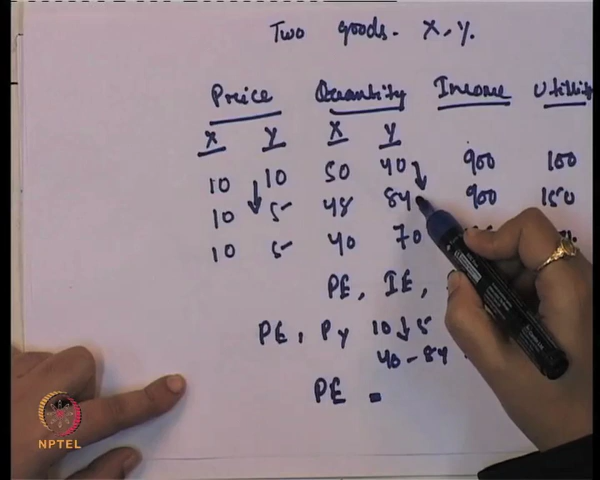 Two goods - X, Y.
Price Quantity Income Utility
X Y X Y
10 10 50 40 900 100
10 5 48 84 900 150
10 5 40 70
PE, IE,
PE, Py 10 ↓ 5
40 - 84
PE =
NPTEL